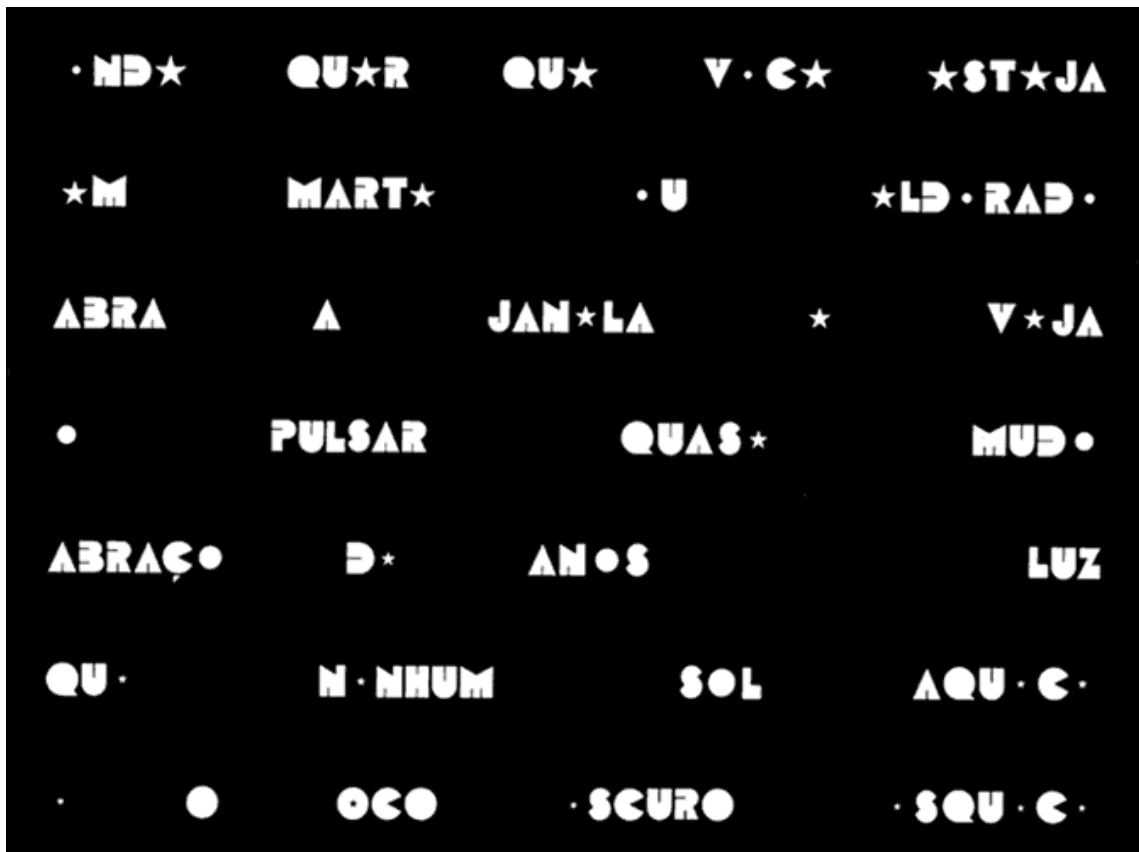 •ND★ QU★R QU★ V•C★ ★ST★JA
★M MART★ •U ★LD•RAD•
ABRA A JAN★LA ★ V★JA
● PULSAR QUAS★ MUD●
ABRAÇ● D★ AN●S LUZ
QU★ N★NHUM S●L AQU★C★
★ ● OCO ★SCURO ★SQU★C★